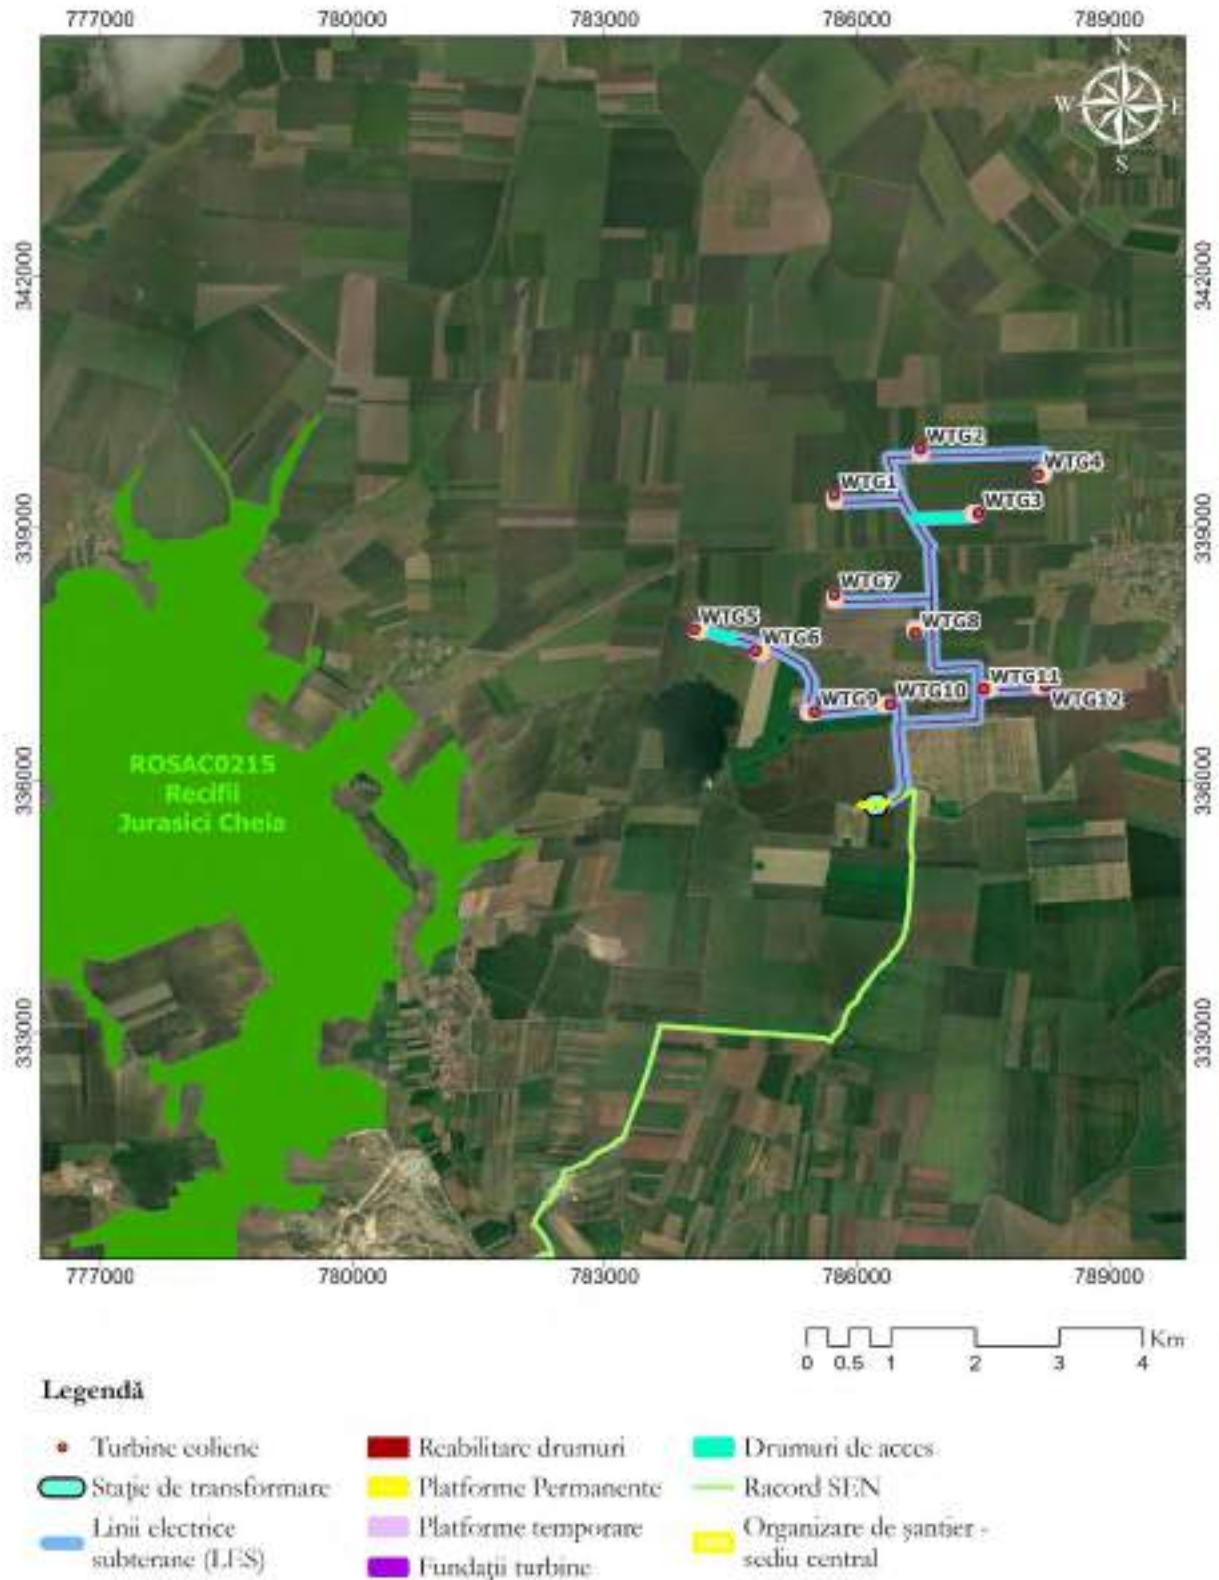 777000 780000 783000 786000 789000
N
W E
S
342000 342000
WTG2
WTG4
WTG1
WTG3
339000 339000
WTG7
WTG5 WTG8
WTG6
WTG11
WTG9 WTG10
WTG12
336000 336000
ROSAC0215
Recifii
Jurasici Cheia
333000 333000
777000 780000 783000 786000 789000
Km
0 0.5 1 2 3 4
Legendă
Turbine eoliene
Stație de transformare
Linii electrice
subterane (LES)
Reabilitare drumuri
Platforme Permanente
Platforme temporare
Fundații turbine
Drumuri de acces
Racord SEN
Organizare de șantier -
sediu central